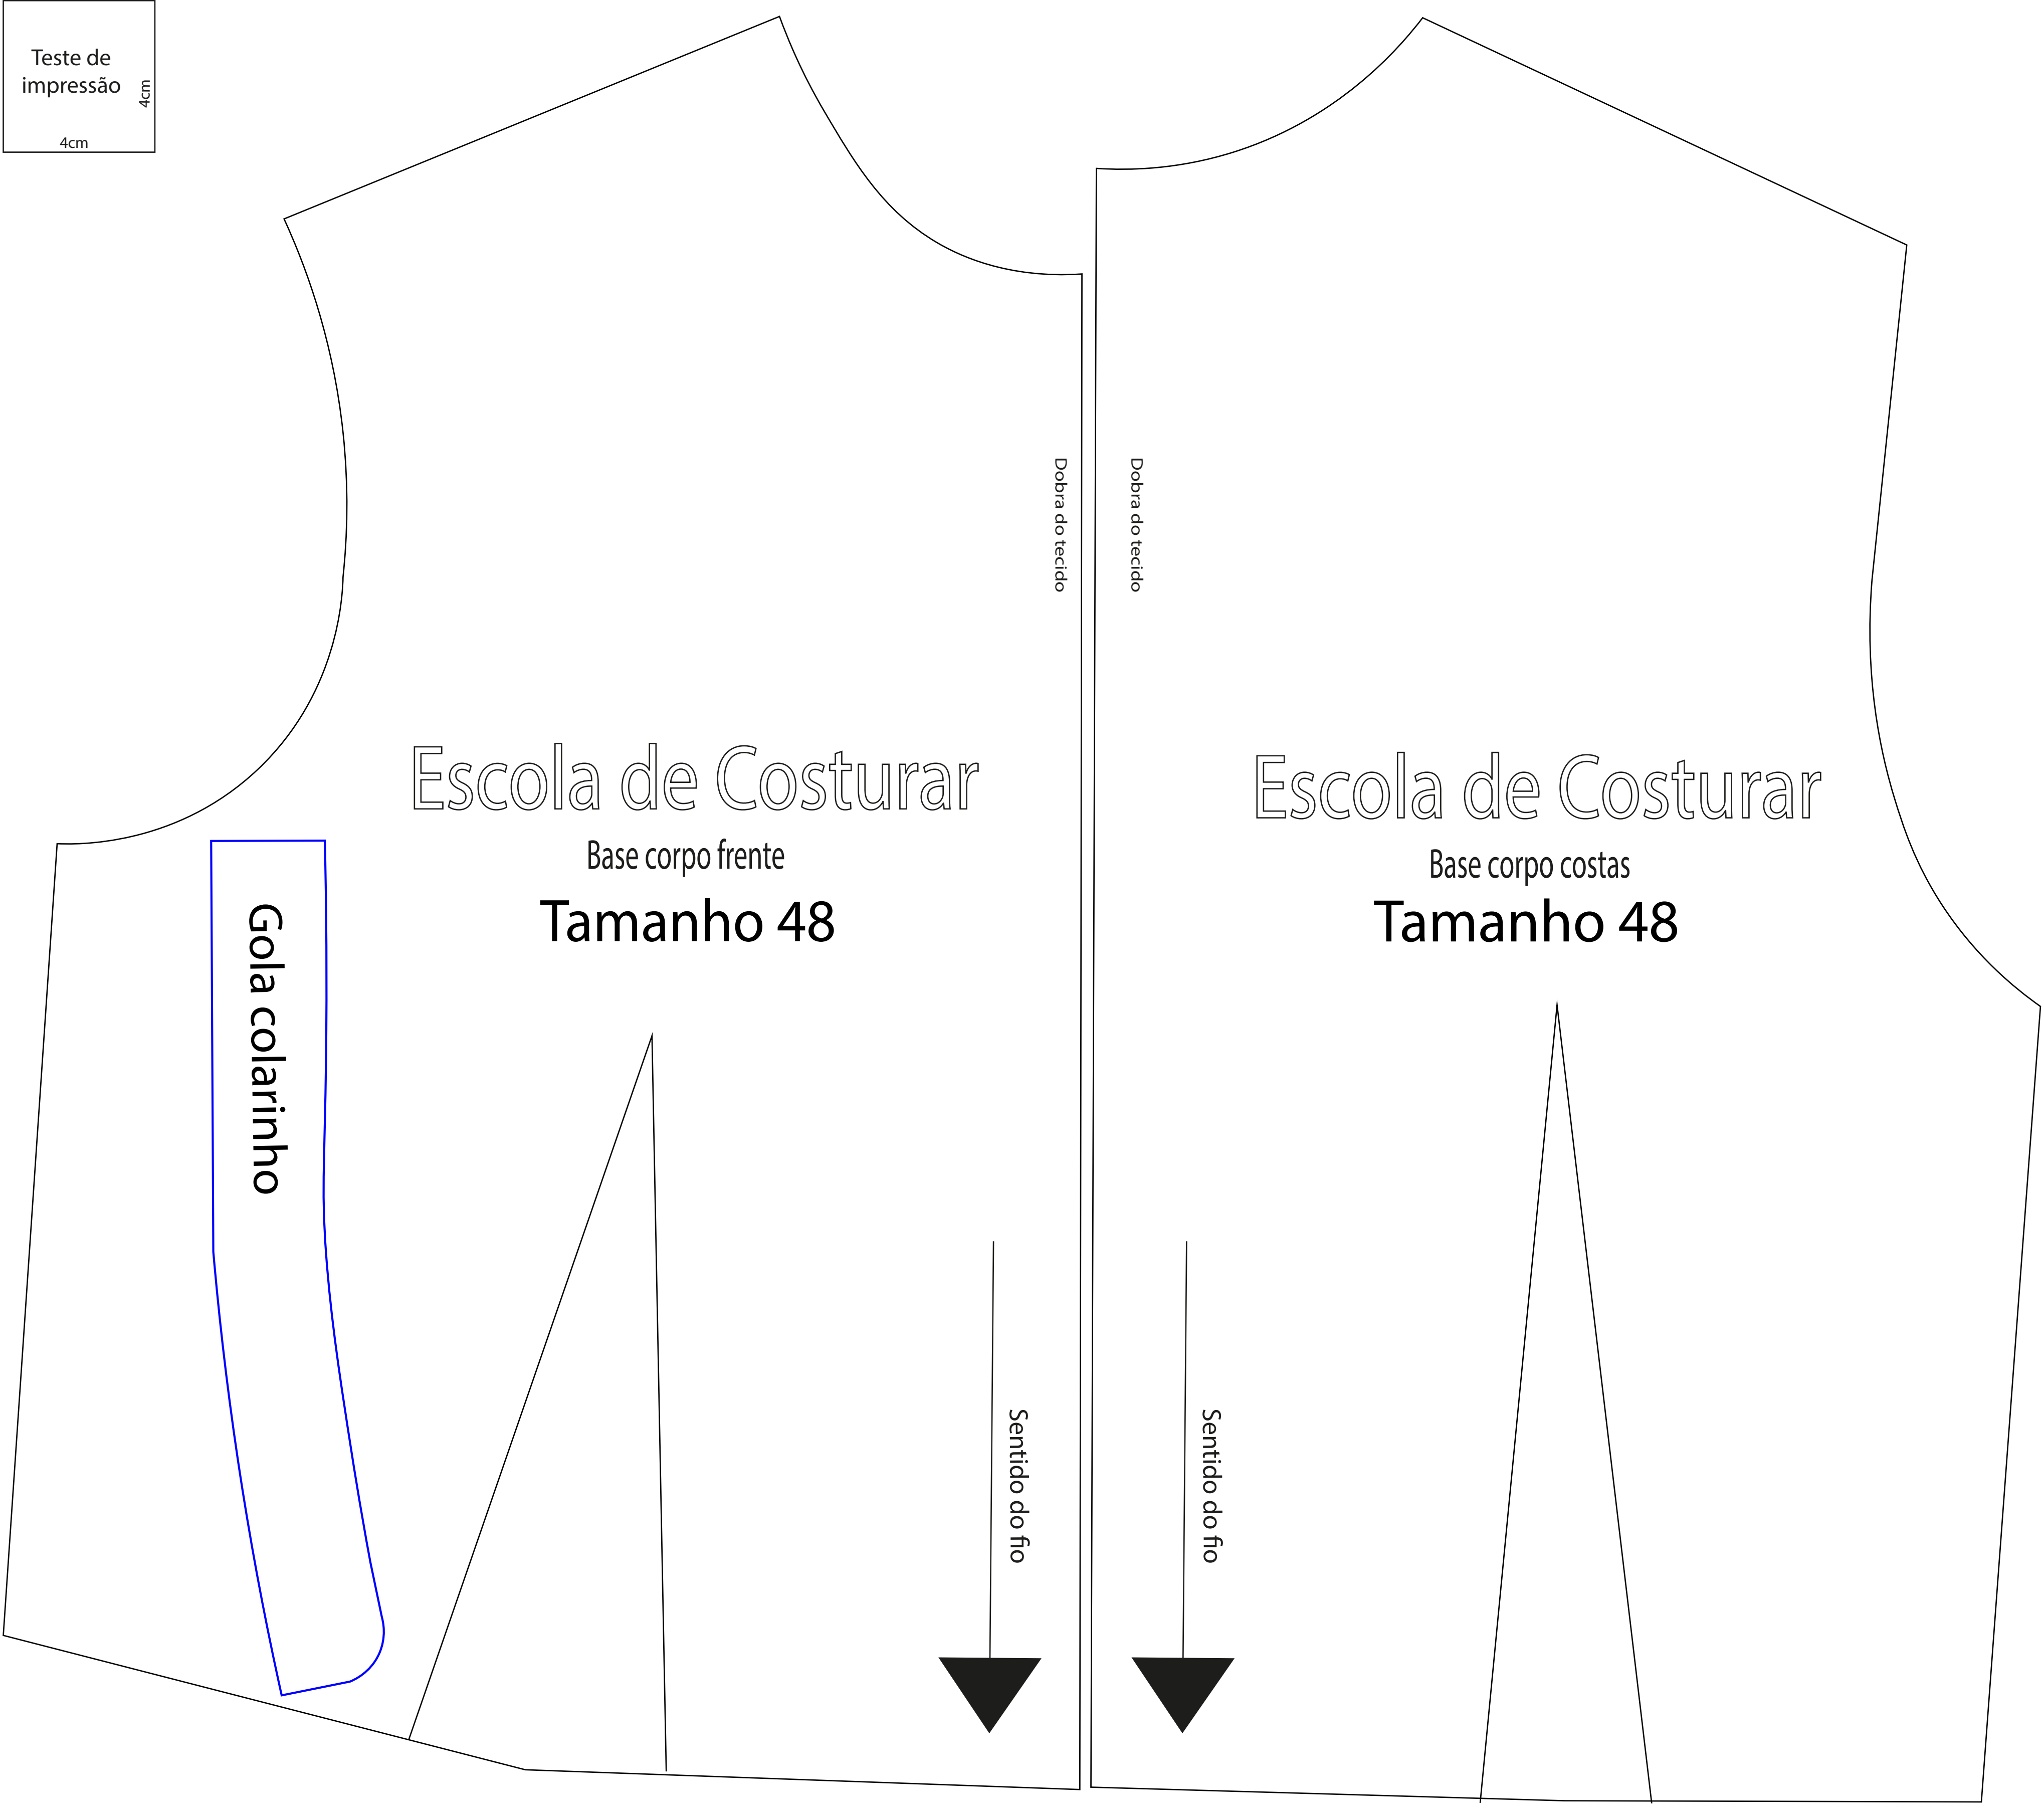 Teste de
impressão
4cm
4cm
Dobra do tecido
Dobra do tecido
Escola de Costurar
Base corpo frente
Tamanho 48
Escola de Costurar
Base corpo costas
Tamanho 48
Gola colarinho
Sentido do fio
Sentido do fio